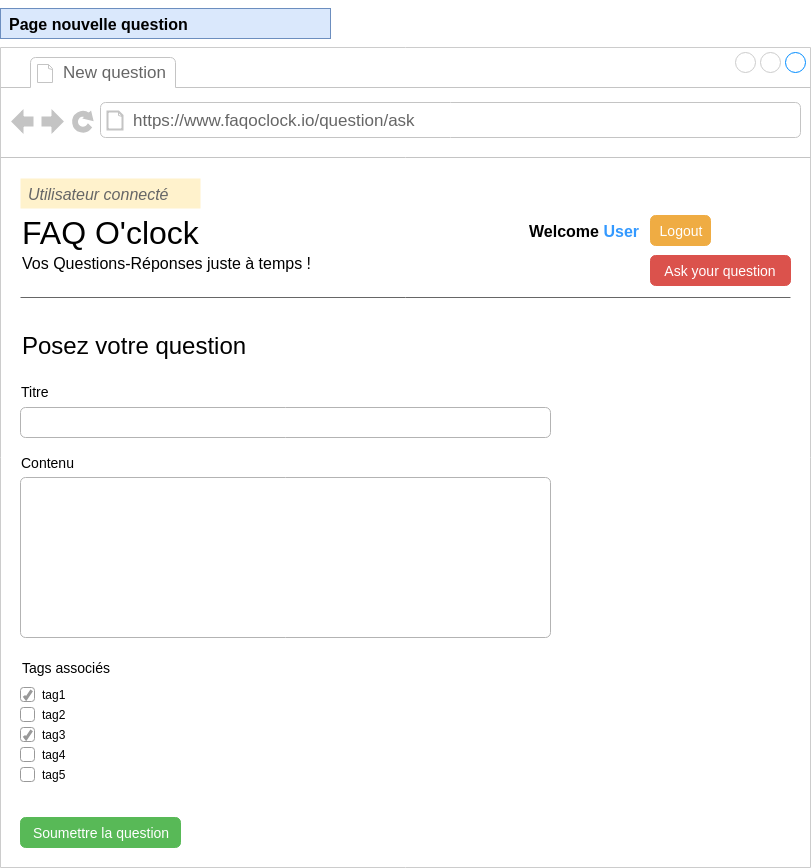 Page nouvelle question
New question
https://www.faqoclock.io/question/ask
Utilisateur connecté
FAQ O'clock
Welcome User
Logout
Vos Questions-Réponses juste à temps !
Ask your question
Posez votre question
Titre
Contenu
Tags associés
tag1
tag2
tag3
tag4
tag5
Soumettre la question